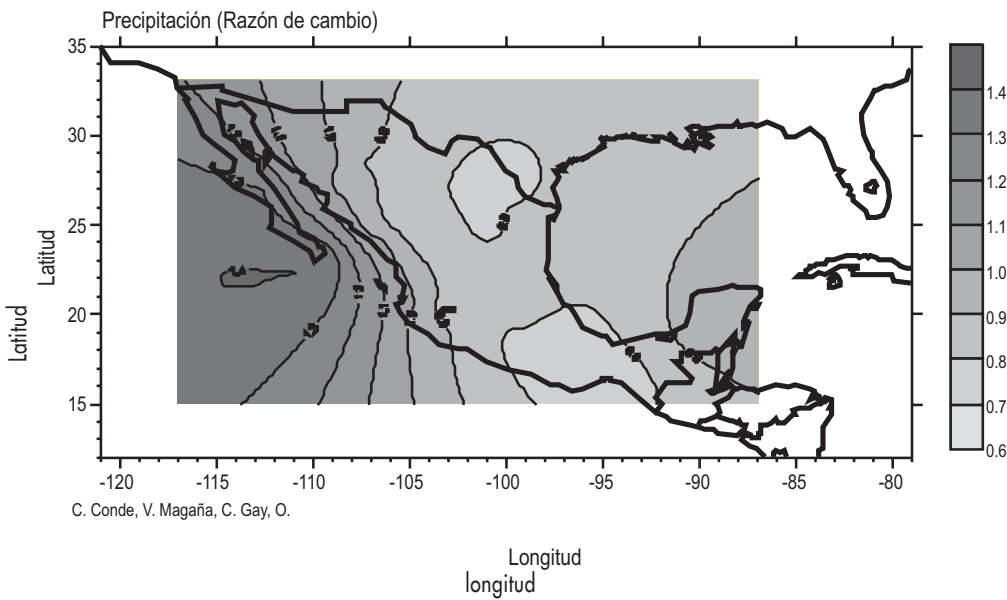 Precipitación (Razón de cambio)
35
30
25
20
15
Latitud
Latitud
-120 -115 -110 -105 -100 -95 -90 -85 -80
1.4
1.3
1.2
1.1
1.0
0.9
0.8
0.7
0.6
C. Conde, V. Magaña, C. Gay, O.
Longitud
longitud